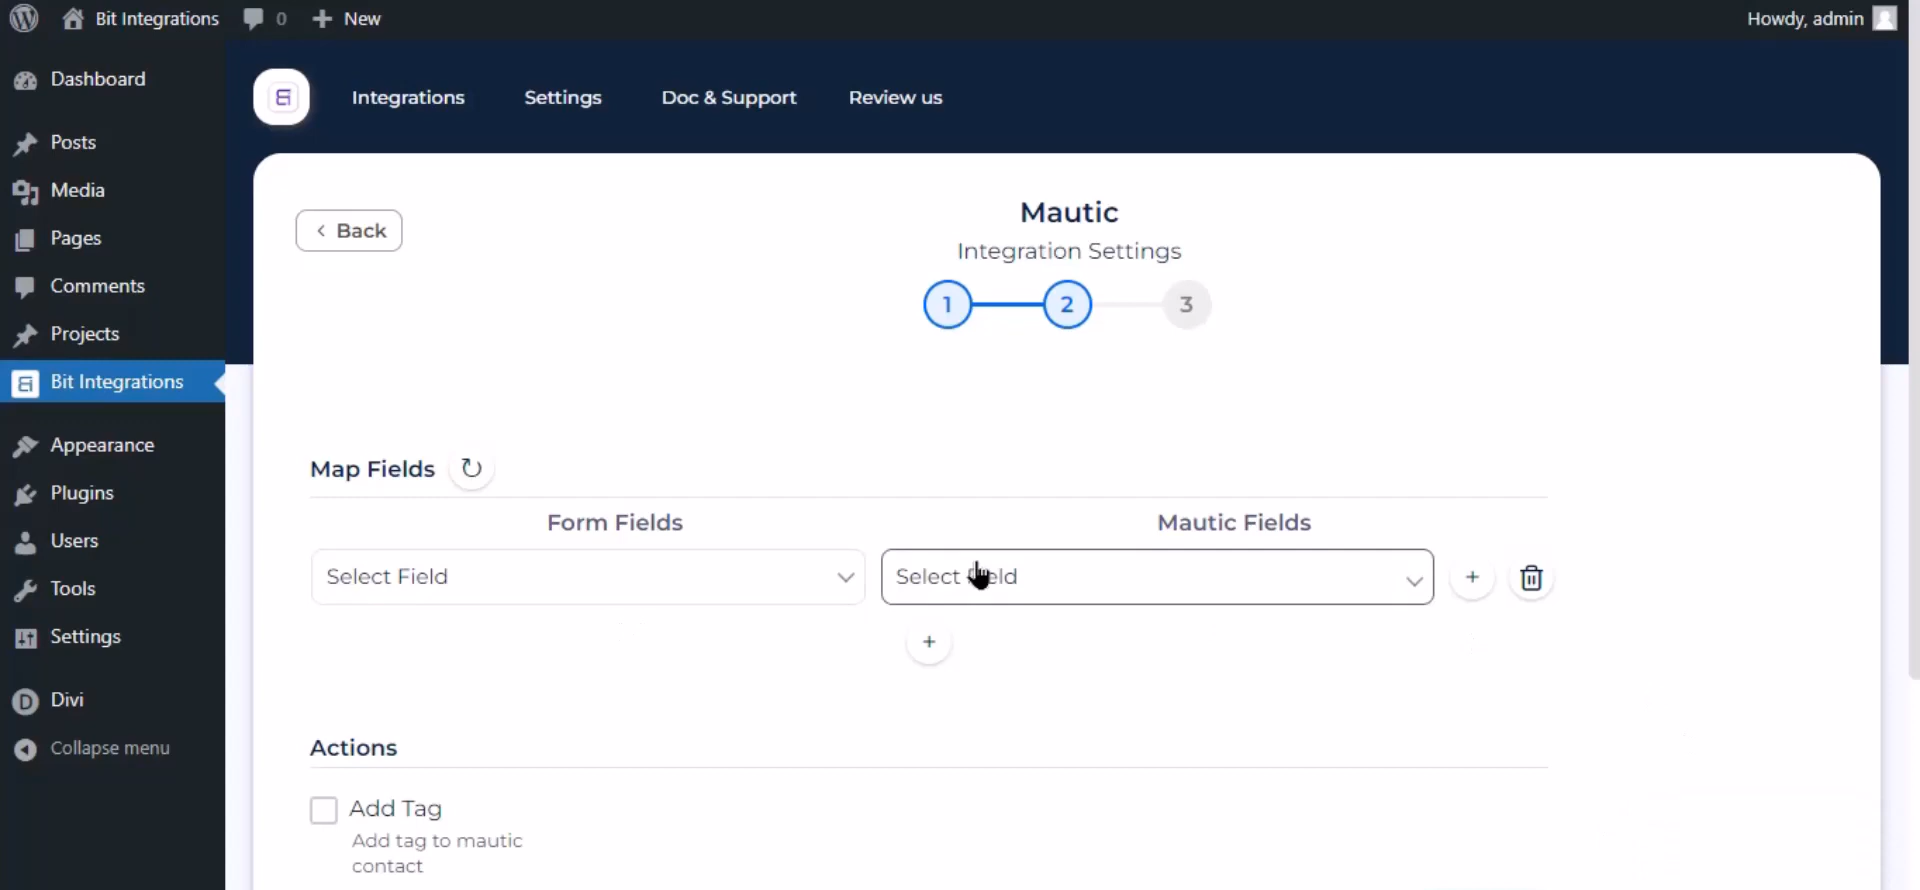 Bit Integrations 0 New Howdy, admin
Dashboard
Posts
Media
Pages
Comments
Projects
Bit Integrations
Appearance
Plugins
Users
Tools
Settings
Divi
Collapse menu
Integrations Settings Doc & Support Review us
Back
Mautic
Integration Settings
1 2 3
Map Fields
Form Fields Mautic Fields
Select Field Select
Actions
Add Tag
Add tag to mautic
contact